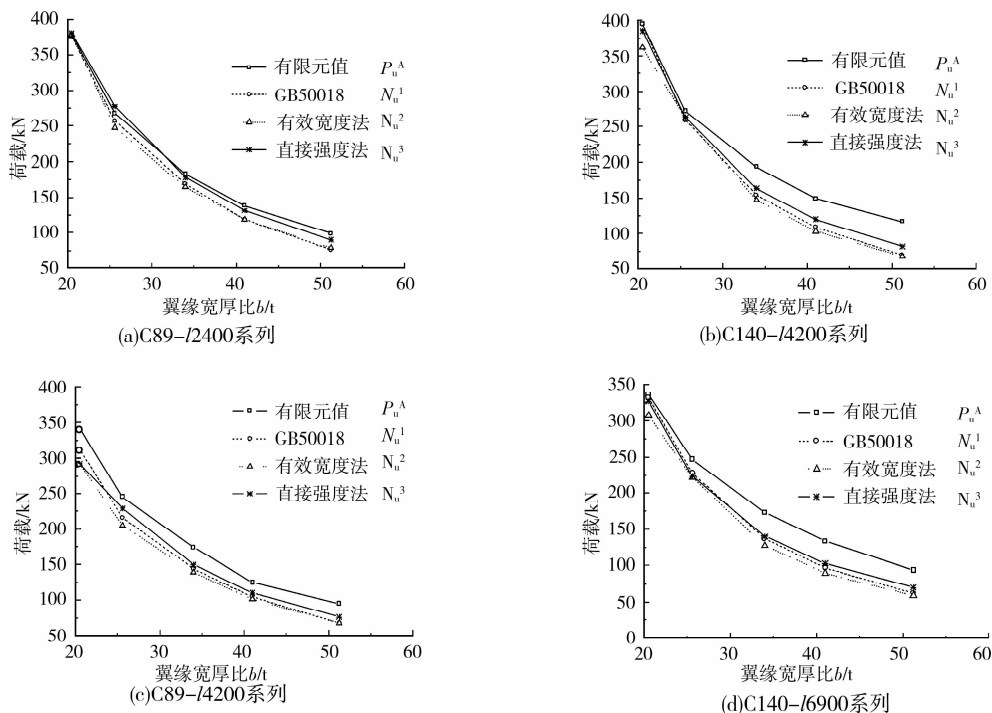 400
350
300
250
200
150
100
50
荷载/kN
有限元值 PuA
GB50018 Nu1
有效宽度法 Nu2
直接强度法 Nu3
20 30 40 50 60
翼缘宽厚比b/t
(a)C89-l2400系列
400
350
300
250
200
150
100
50
荷载/kN
有限元值 PuA
GB50018 Nu1
有效宽度法 Nu2
直接强度法 Nu3
20 30 40 50 60
翼缘宽厚比b/t
(b)C140-l4200系列
400
350
300
250
200
150
100
50
荷载/kN
有限元值 PuA
GB50018 Nu1
有效宽度法 Nu2
直接强度法 Nu3
20 30 40 50 60
翼缘宽厚比b/t
(c)C89-l4200系列
350
300
250
200
150
100
50
0
荷载/kN
有限元值 PuA
GB50018 Nu1
有效宽度法 Nu2
直接强度法 Nu3
20 30 40 50 60
翼缘宽厚比b/t
(d)C140-l6900系列